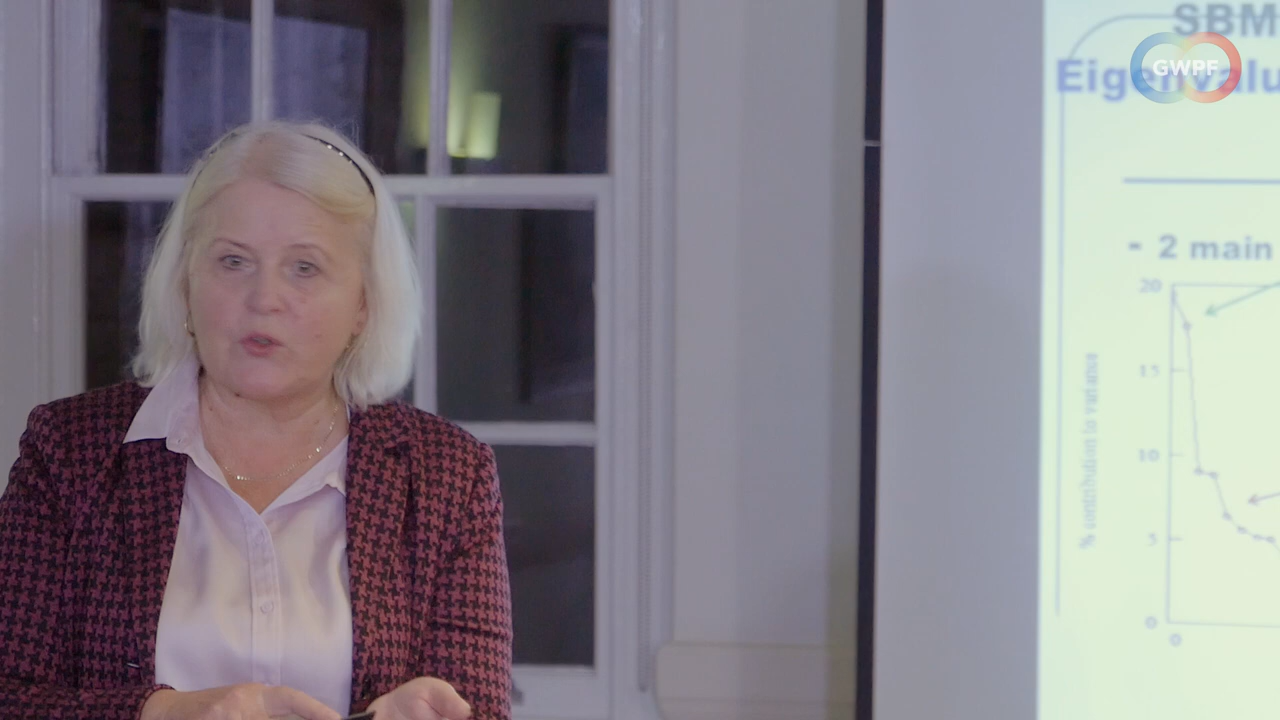 SBM
Eigenvalu
GWPF
- 2 main
20
15
10
5
0
0
% contribution to variance